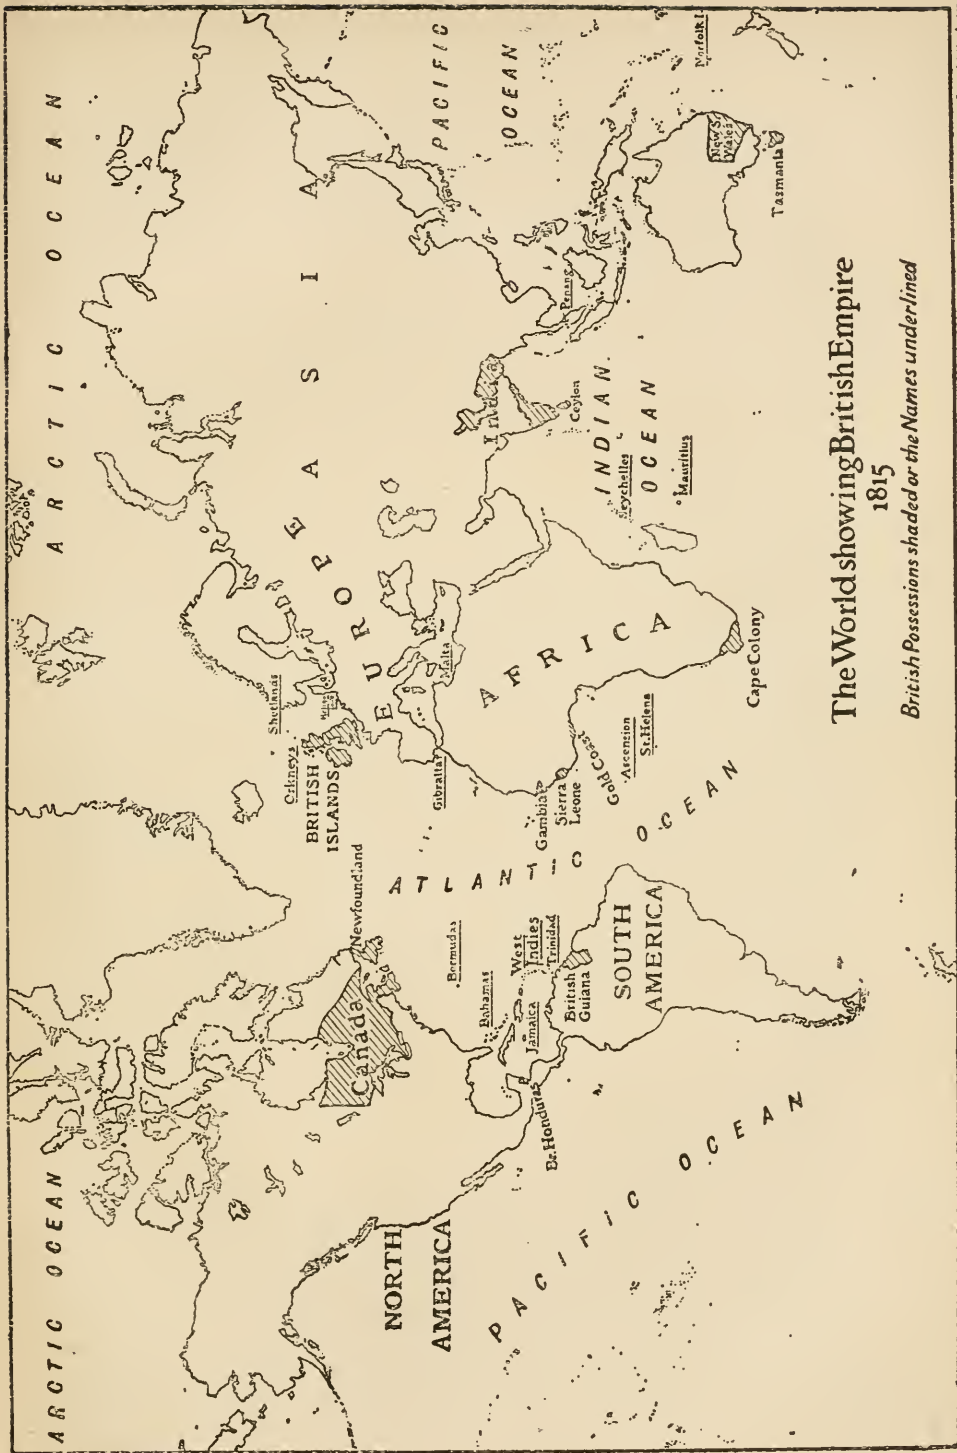 ARCTIC OCEAN
ARCTIC OCEAN
NORTH
AMERICA
Canada
Newfoundland
Bermudas
Bahamas
West
Indies
Jamaica
Trinidad
Br. Honduras
British
Guiana
SOUTH
AMERICA
PACIFIC OCEAN
ATLANTIC OCEAN
Shetlands
Orkneys
BRITISH
ISLANDS
EUROPE
Gibraltar
Malta
AFRICA
Gambia
Sierra
Leone
Gold Coast
Ascension
St. Helena
Cape Colony
ASIA
India
Ceylon
Penang
INDIAN.
OCEAN
Seychelles
Mauritius
PACIFIC
OCEAN
Norfolk I.
New S.
Wales
Tasmania
The World showing British Empire
1815
British Possessions shaded or the Names underlined